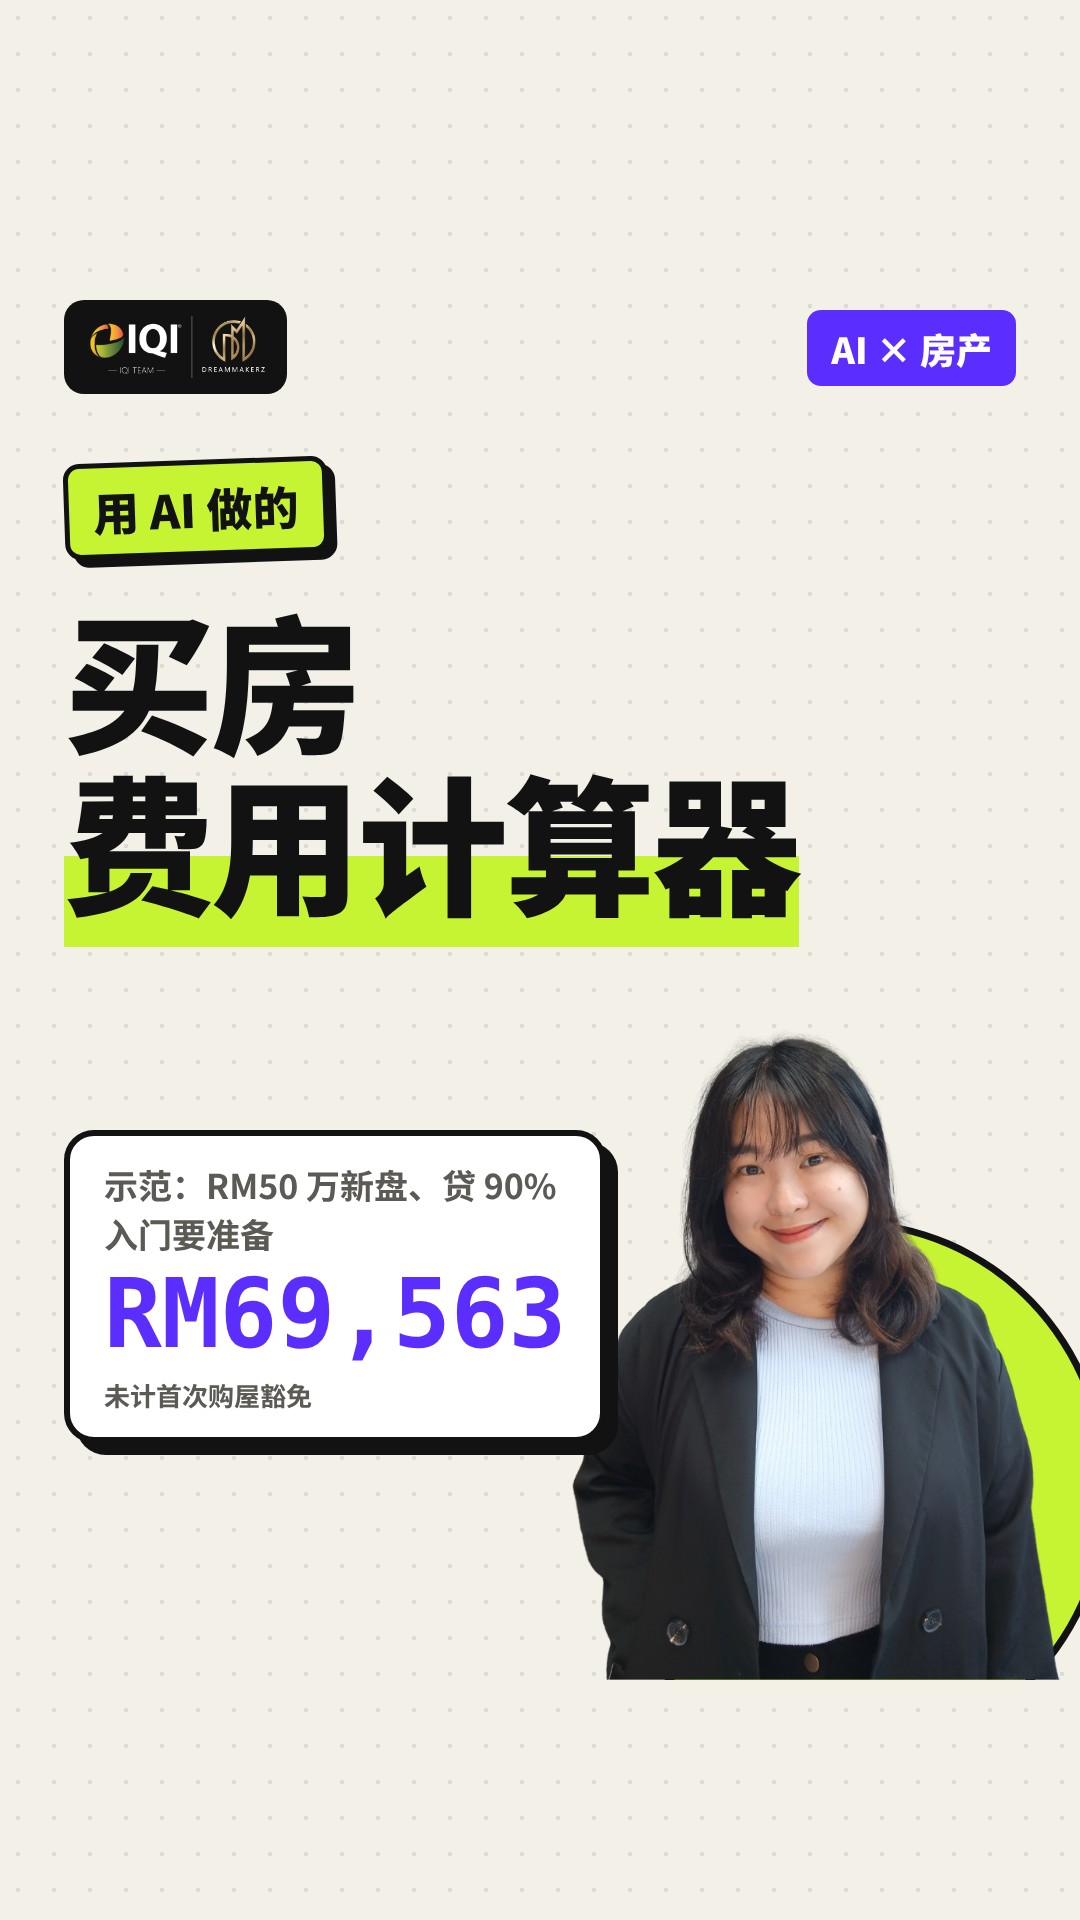 IQI
IQI TEAM
DREAMMAKERZ
AI × 房产
用 AI 做的
买房
费用计算器
示范：RM50 万新盘、贷 90%
入门要准备
RM69,563
未计首次购屋豁免